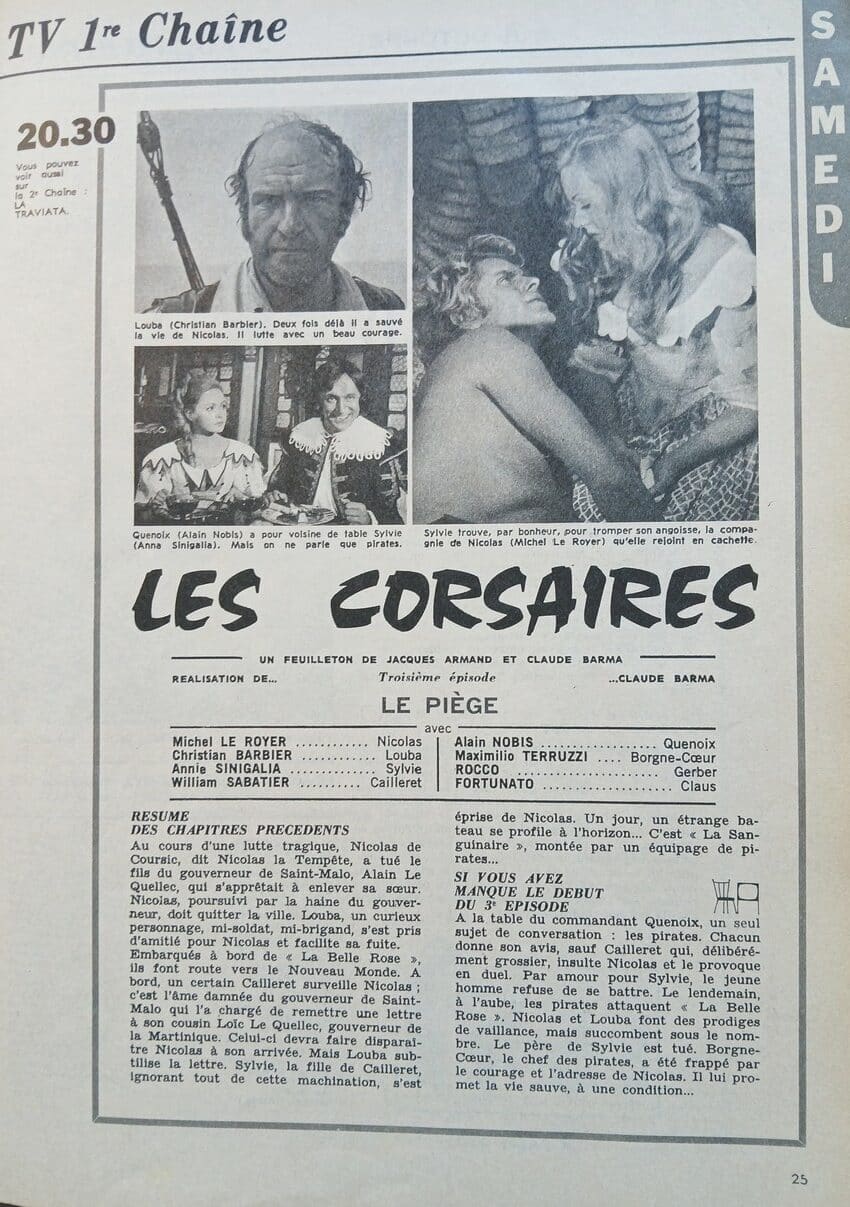 TV 1re Chaîne
SAMEDI
20.30
Vous pouvez
voir aussi
sur
la 2e Chaîne :
LA
TRAVIATA.
Louba (Christian Barbier). Deux fois déjà il a sauvé
la vie de Nicolas. Il lutte avec un beau courage.
Quenoix (Alain Nobis) a pour voisine de table Sylvie
(Anna Sinigalia). Mais on ne parle que pirates.
Sylvie trouve, par bonheur, pour tromper son angoisse, la compa-
gnie de Nicolas (Michel Le Royer) qu'elle rejoint en cachette.
LES CORSAIRES
UN FEUILLETON DE JACQUES ARMAND ET CLAUDE BARMA
REALISATION DE... Troisième épisode ...CLAUDE BARMA
LE PIÈGE
avec
Michel LE ROYER ............ Nicolas
Christian BARBIER ............ Louba
Annie SINIGALIA ............. Sylvie
William SABATIER .......... Cailleret
Alain NOBIS ................. Quenoix
Maximilio TERRUZZI .... Borgne-Cœur
ROCCO ..................... Gerber
FORTUNATO .................... Claus
RESUME
DES CHAPITRES PRECEDENTS
Au cours d'une lutte tragique, Nicolas de
Coursic, dit Nicolas la Tempête, a tué le
fils du gouverneur de Saint-Malo, Alain Le
Quellec, qui s'apprêtait à enlever sa sœur.
Nicolas, poursuivi par la haine du gouver-
neur, doit quitter la ville. Louba, un curieux
personnage, mi-soldat, mi-brigand, s'est pris
d'amitié pour Nicolas et facilite sa fuite.
Embarqués à bord de « La Belle Rose »,
ils font route vers le Nouveau Monde. A
bord, un certain Cailleret surveille Nicolas ;
c'est l'âme damnée du gouverneur de Saint-
Malo qui l'a chargé de remettre une lettre
à son cousin Loïc Le Quellec, gouverneur de
la Martinique. Celui-ci devra faire disparaî-
tre Nicolas à son arrivée. Mais Louba sub-
tilise la lettre. Sylvie, la fille de Cailleret,
ignorant tout de cette machination, s'est
éprise de Nicolas. Un jour, un étrange ba-
teau se profile à l'horizon... C'est « La San-
guinaire », montée par un équipage de pi-
rates...
SI VOUS AVEZ
MANQUE LE DEBUT
DU 3e EPISODE
A la table du commandant Quenoix, un seul
sujet de conversation : les pirates. Chacun
donne son avis, sauf Cailleret qui, délibéré-
ment grossier, insulte Nicolas et le provoque
en duel. Par amour pour Sylvie, le jeune
homme refuse de se battre. Le lendemain,
à l'aube, les pirates attaquent « La Belle
Rose ». Nicolas et Louba font des prodiges
de vaillance, mais succombent sous le nom-
bre. Le père de Sylvie est tué. Borgne-
Cœur, le chef des pirates, a été frappé par
le courage et l'adresse de Nicolas. Il lui pro-
met la vie sauve, à une condition...
25